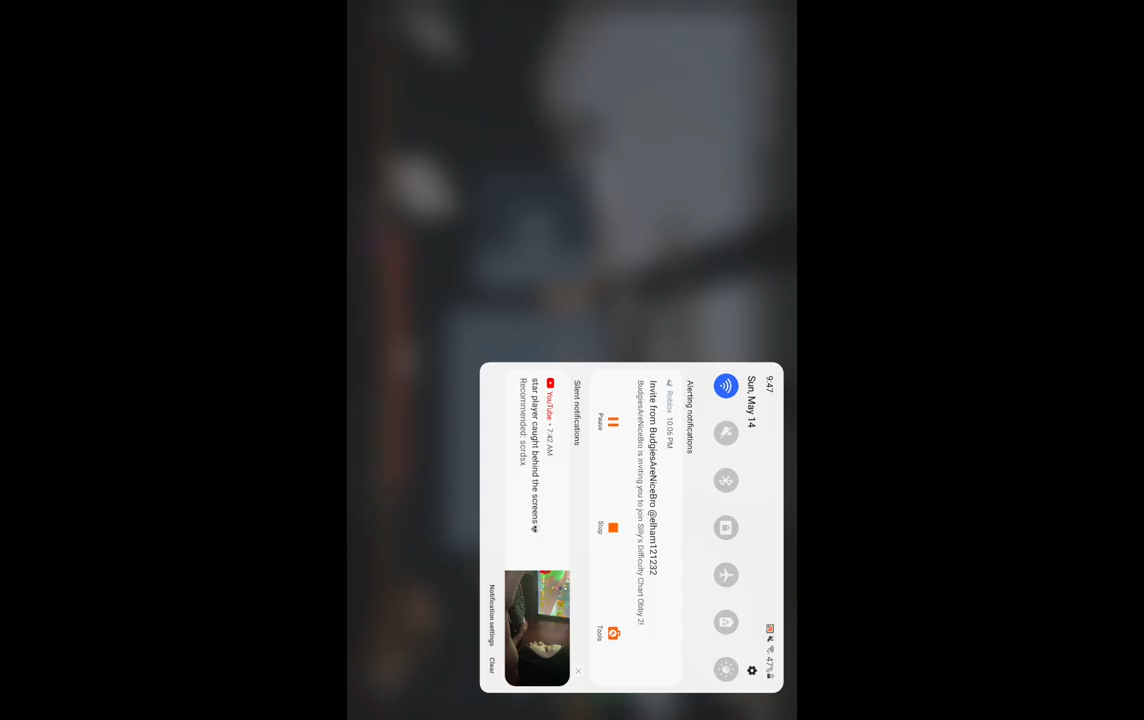 9:47
47%
Sun, May 14
Alerting notifications
Roblox 10:06 PM
Invite from BudgiesAreNiceBro @elham121232
BudgiesAreNiceBro is inviting you to join Silly's Difficulty Chart Obby 2!
Pause Stop Tools
Silent notifications
YouTube • 7:42 AM
star player caught behind the screens
Recommended: scrdsx
Notification settings Clear